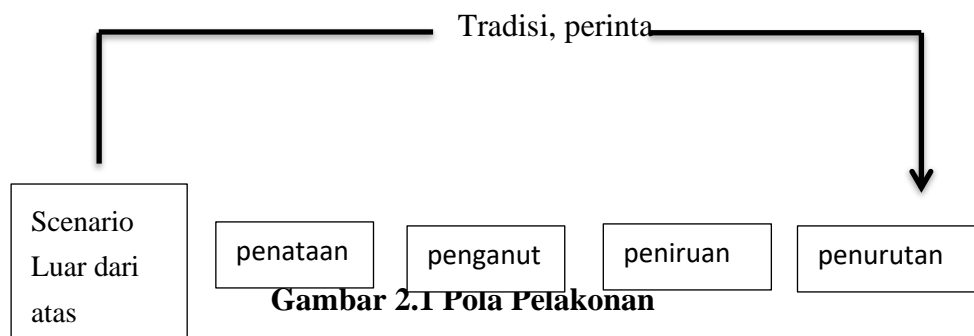 Tradisi, perinta
Scenario
Luar dari
atas
penataan
penganut
peniruan
penurutan
Gambar 2.1 Pola Pelakonan